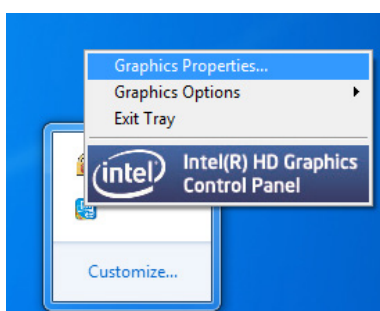 Graphics Properties...
Graphics Options
Exit Tray
intel
Intel(R) HD Graphics
Control Panel
Customize...